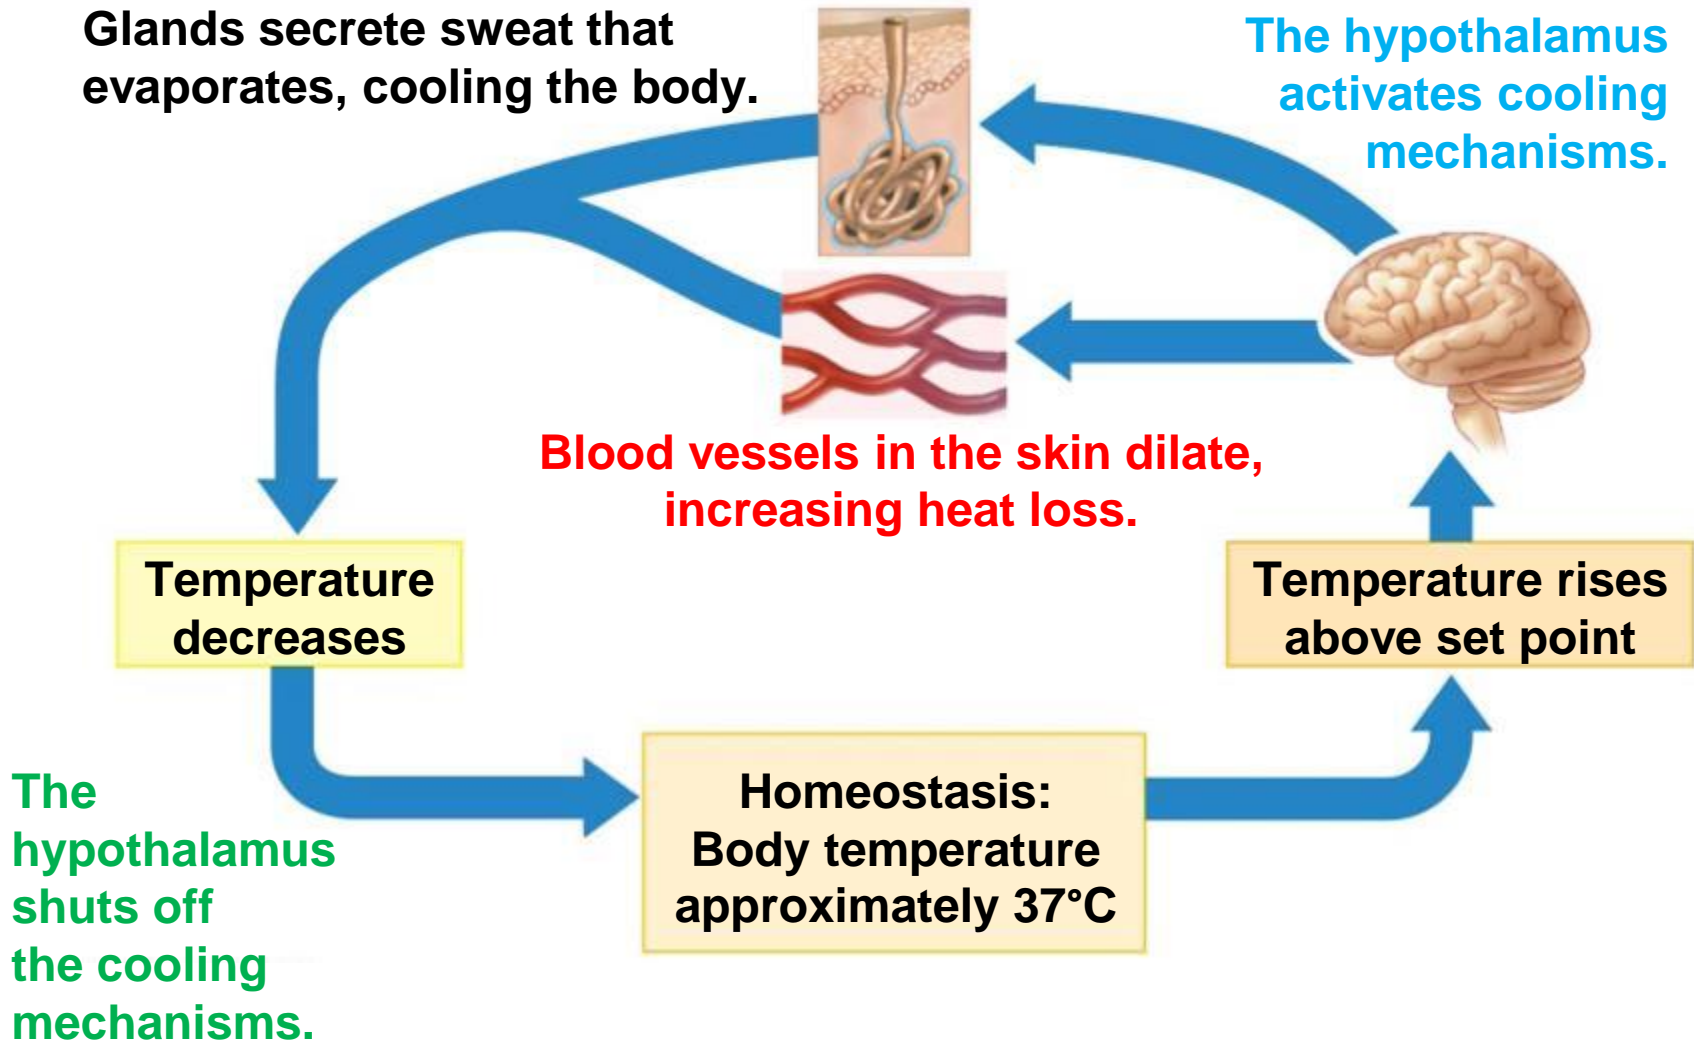 Glands secrete sweat that
evaporates, cooling the body.
The hypothalamus
activates cooling
mechanisms.
Blood vessels in the skin dilate,
increasing heat loss.
Temperature
decreases
Temperature rises
above set point
The
hypothalamus
shuts off
the cooling
mechanisms.
Homeostasis:
Body temperature
approximately 37°C